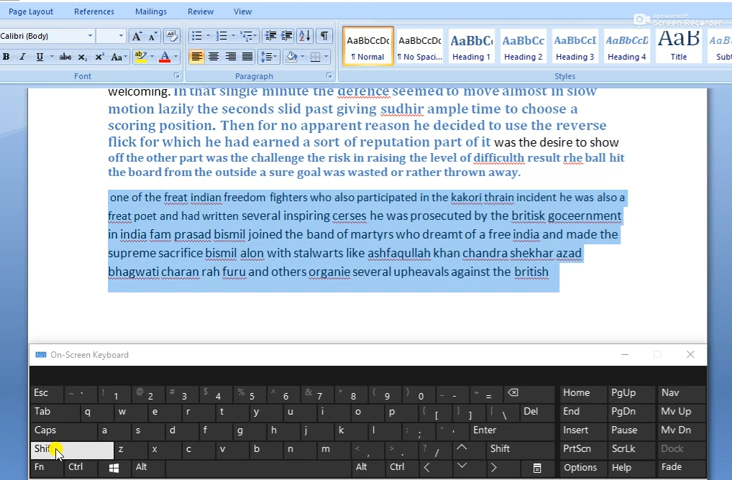 Page Layout References Mailings Review View
Screen Recorder
Calibri (Body)
B I U abc x₂ x² Aa
AaBbCcDc AaBbCcDc AaBbC AaBbCc AaBbCcI AaBbCcD AaB AaBbCc
¶ Normal ¶ No Spaci... Heading 1 Heading 2 Heading 3 Heading 4 Title Subt
Font Paragraph Styles
welcoming. In that single minute the defence seemed to move almost in slow
motion lazily the seconds slid past giving sudhir ample time to choose a
scoring position. Then for no apparent reason he decided to use the reverse
flick for which he had earned a sort of reputation part of it was the desire to show
off the other part was the challenge the risk in raising the level of difficulth result rhe ball hit
the board from the outside a sure goal was wasted or rather thrown away.
one of the freat indian freedom fighters who also participated in the kakori thrain incident he was also a
freat poet and had written several inspiring cerses he was prosecuted by the britisk goceernment
in india fam prasad bismil joined the band of martyrs who dreamt of a free india and made the
supreme sacrifice bismil alon with stalwarts like ashfaqullah khan chandra shekhar azad
bhagwati charan rah furu and others organie several upheavals against the british
On-Screen Keyboard
Esc ~ ` ! 1 @ 2 # 3 $ 4 % 5 ^ 6 & 7 * 8 ( 9 ) 0 _ - + = Home PgUp Nav
Tab q w e r t y u i o p { [ } ] | \ Del End PgDn Mv Up
Caps a s d f g h j k l : ; " ' Enter Insert Pause Mv Dn
Shift z x c v b n m < , > . ? / Shift PrtScn ScrLk Dock
Fn Ctrl Alt Alt Ctrl Options Help Fade